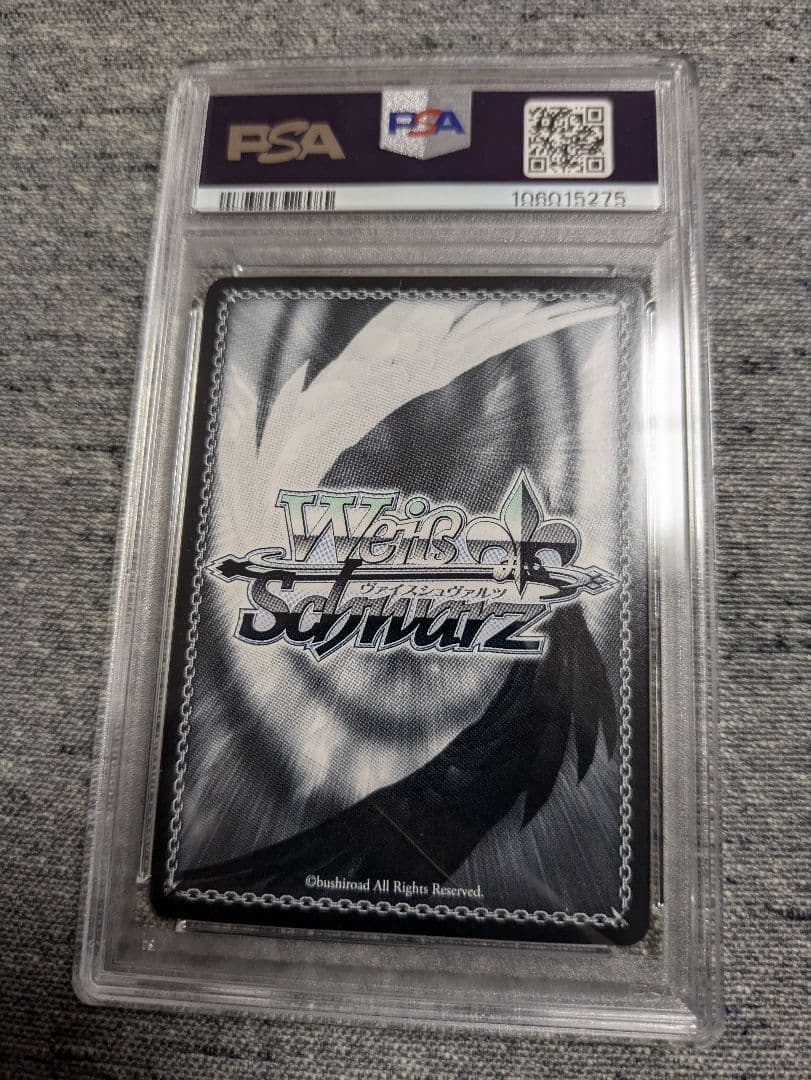 PSA
PSA
106015275
Weiß
ヴァイスシュヴァルツ
Schwarz
©bushiroad All Rights Reserved.